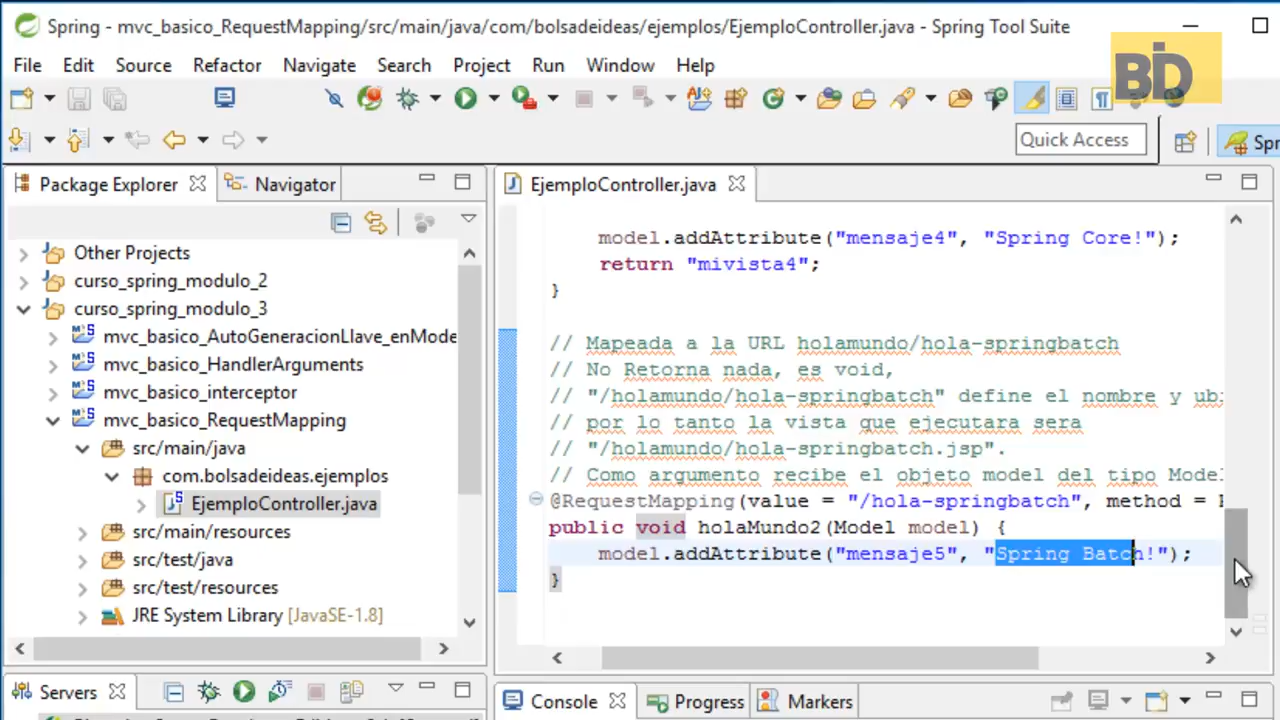 Spring - mvc_basico_RequestMapping/src/main/java/com/bolsadeideas/ejemplos/EjemploController.java - Spring Tool Suite
File Edit Source Refactor Navigate Search Project Run Window Help
BD
Quick Access
Package Explorer Navigator
Other Projects
curso_spring_modulo_2
curso_spring_modulo_3
mvc_basico_AutoGeneracionLlave_enMode
mvc_basico_HandlerArguments
mvc_basico_interceptor
mvc_basico_RequestMapping
src/main/java
com.bolsadeideas.ejemplos
EjemploController.java
src/main/resources
src/test/java
src/test/resources
JRE System Library [JavaSE-1.8]
Servers
EjemploController.java
model.addAttribute("mensaje4", "Spring Core!");
return "mivista4";
}
// Mapeada a la URL holamundo/hola-springbatch
// No Retorna nada, es void,
// "/holamundo/hola-springbatch" define el nombre y ubi
// por lo tanto la vista que ejecutara sera
// "/holamundo/hola-springbatch.jsp".
// Como argumento recibe el objeto model del tipo Model
@RequestMapping(value = "/hola-springbatch", method =
public void holaMundo2(Model model) {
model.addAttribute("mensaje5", "Spring Batch!");
}
Console Progress Markers